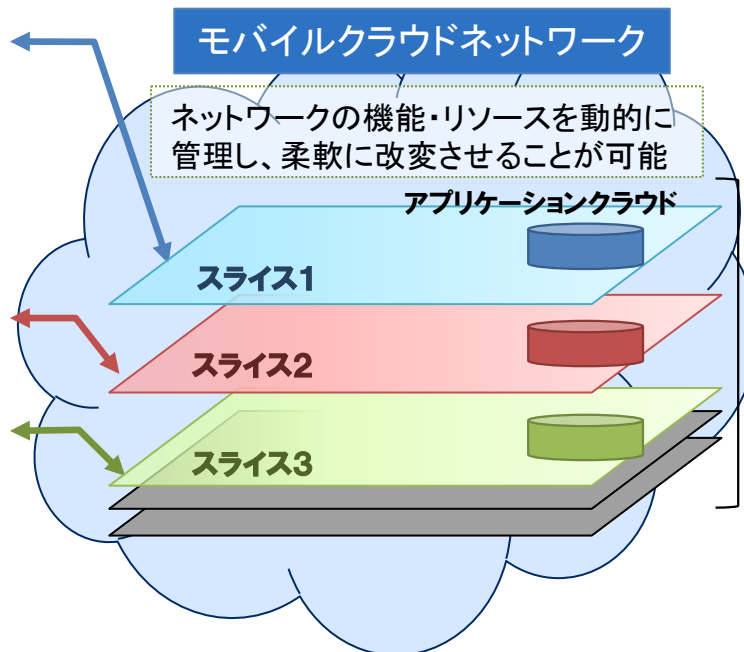 モバイルクラウドネットワーク
ネットワークの機能・リソースを動的に
管理し、柔軟に改変させることが可能
アプリケーションクラウド
スライス1
スライス2
スライス3